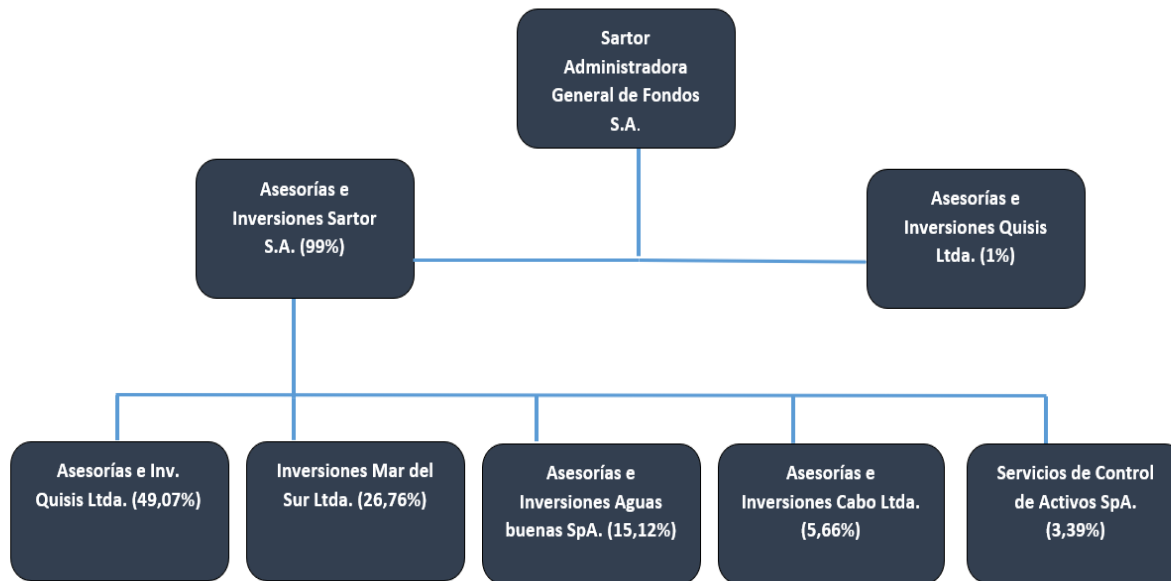 Sartor
Administradora
General de Fondos
S.A.
Asesorías e
Inversiones Sartor
S.A. (99%)
Asesorías e
Inversiones Quisis
Ltda. (1%)
Asesorías e Inv.
Quisis Ltda. (49,07%)
Inversiones Mar del
Sur Ltda. (26,76%)
Asesorías e
Inversiones Aguas
buenas SpA. (15,12%)
Asesorías e
Inversiones Cabo Ltda.
(5,66%)
Servicios de Control
de Activos SpA.
(3,39%)